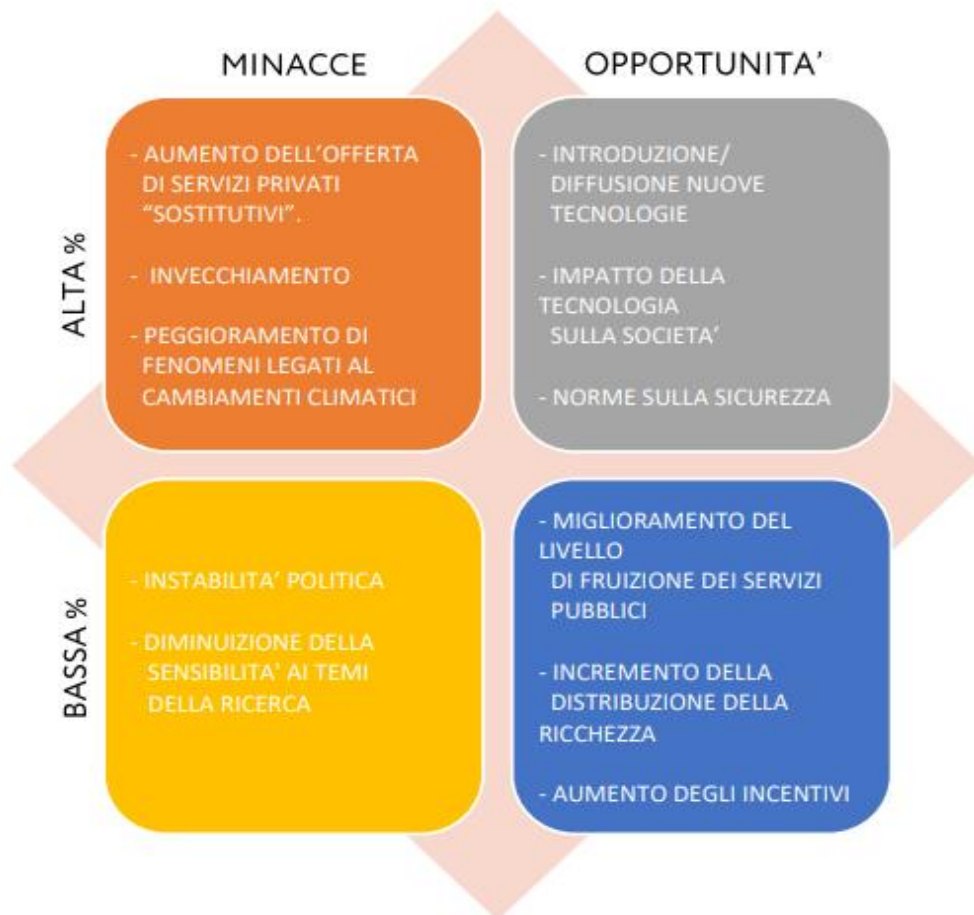 MINACCE
OPPORTUNITA’
ALTA %
- AUMENTO DELL’OFFERTA
DI SERVIZI PRIVATI
“SOSTITUTIVI”.
- INVECCHIAMENTO
- PEGGIORAMENTO DI
FENOMENI LEGATI AL
CAMBIAMENTI CLIMATICI
- INTRODUZIONE/
DIFFUSIONE NUOVE
TECNOLOGIE
- IMPATTO DELLA
TECNOLOGIA
SULLA SOCIETA’
- NORME SULLA SICUREZZA
BASSA %
- INSTABILITA’ POLITICA
- DIMINUIZIONE DELLA
SENSIBILITA’ AI TEMI
DELLA RICERCA
- MIGLIORAMENTO DEL
LIVELLO
DI FRUIZIONE DEI SERVIZI
PUBBLICI
- INCREMENTO DELLA
DISTRIBUZIONE DELLA
RICCHEZZA
- AUMENTO DEGLI INCENTIVI